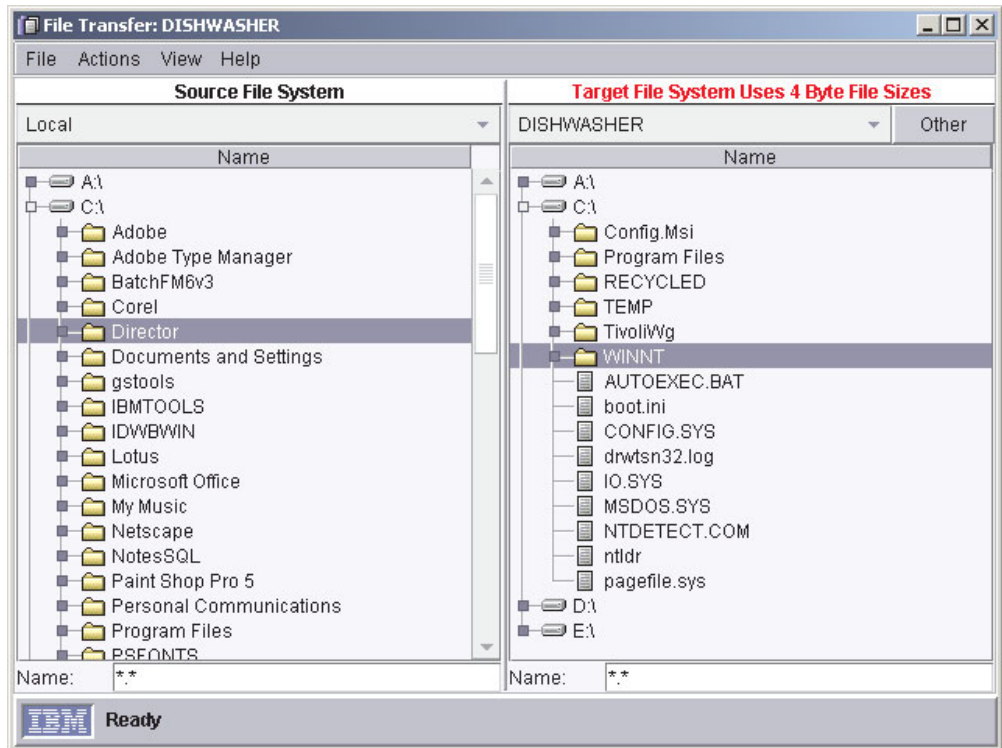 File Transfer: DISHWASHER
File Actions View Help
Source File System
Local
Name
A:\
C:\
Adobe
Adobe Type Manager
BatchFM6v3
Corel
Director
Documents and Settings
gstools
IBMTOOLS
IDWBWIN
Lotus
Microsoft Office
My Music
Netscape
NotesSQL
Paint Shop Pro 5
Personal Communications
Program Files
PSFONTS
Name: *.*
Target File System Uses 4 Byte File Sizes
DISHWASHER Other
Name
A:\
C:\
Config.Msi
Program Files
RECYCLED
TEMP
TivoliWg
WINNT
AUTOEXEC.BAT
boot.ini
CONFIG.SYS
drwtsn32.log
IO.SYS
MSDOS.SYS
NTDETECT.COM
ntldr
pagefile.sys
D:\
E:\
Name: *.*
IBM Ready